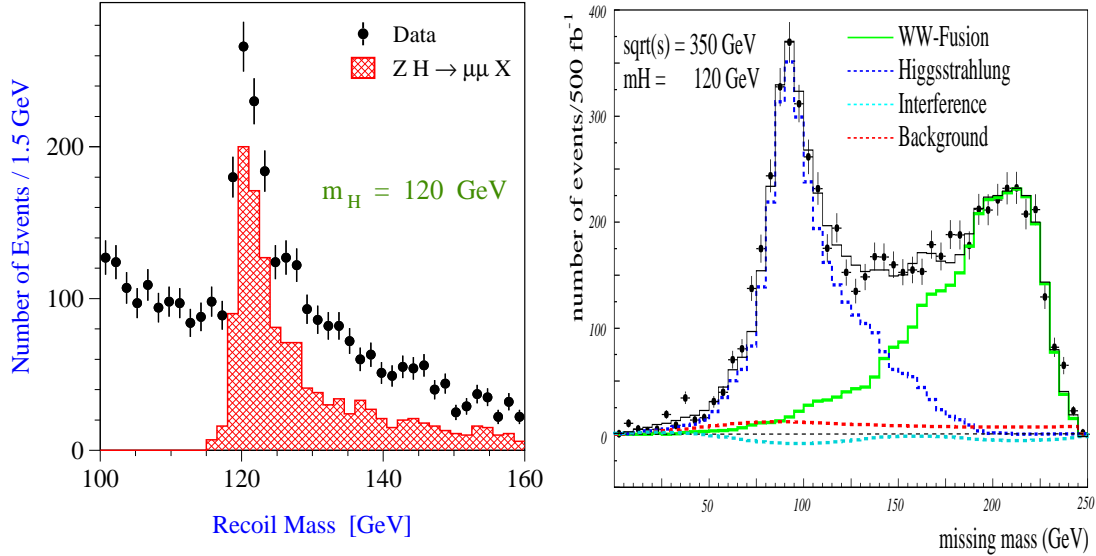 Number of Events / 1.5 GeV
200
100
0
100
120
140
160
Recoil Mass [GeV]
Data
Z H → μμ X
m_H = 120 GeV
number of events/500 fb⁻¹
400
300
200
100
0
50
100
150
200
250
missing mass (GeV)
sqrt(s) = 350 GeV
mH = 120 GeV
WW-Fusion
Higgsstrahlung
Interference
Background